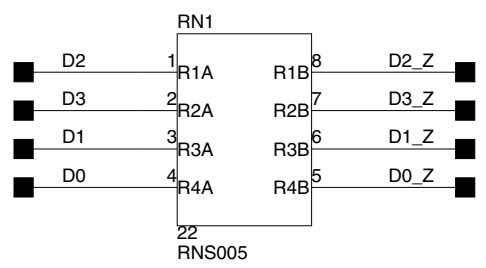 RN1
D2 1 R1A R1B 8 D2_Z
D3 2 R2A R2B 7 D3_Z
D1 3 R3A R3B 6 D1_Z
D0 4 R4A R4B 5 D0_Z
22
RNS005